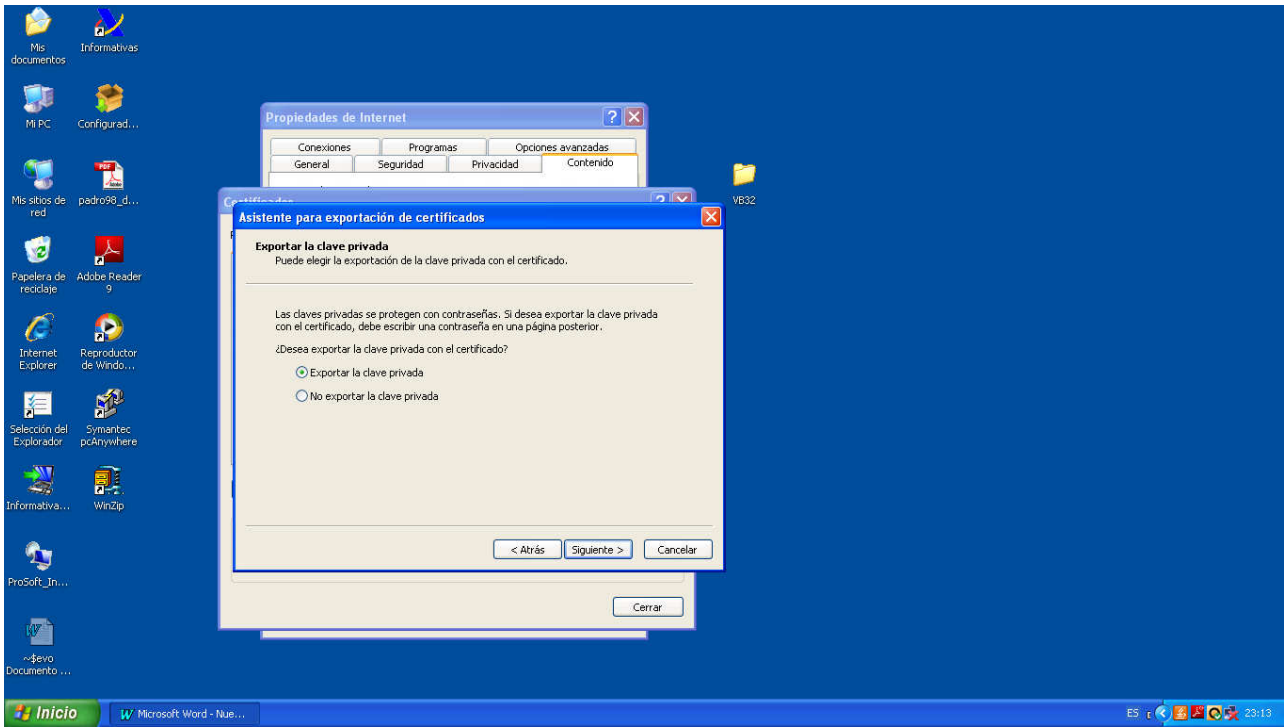 Mis
documentos
Informativas
Mi PC
Configurad...
Mis sitios de
red
padro98_d...
Papelera de
reciclaje
Adobe Reader
9
Internet
Explorer
Reproductor
de Windo...
Selección del
Explorador
Symantec
pcAnywhere
Informativa...
WinZip
ProSoft_In...
~$evo
Documento ...
VB32
Propiedades de Internet
Conexiones
Programas
Opciones avanzadas
General
Seguridad
Privacidad
Contenido
Asistente para exportación de certificados
Exportar la clave privada
Puede elegir la exportación de la clave privada con el certificado.
Las claves privadas se protegen con contraseñas. Si desea exportar la clave privada
con el certificado, debe escribir una contraseña en una página posterior.
¿Desea exportar la clave privada con el certificado?
Exportar la clave privada
No exportar la clave privada
< Atrás
Siguiente >
Cancelar
Cerrar
Inicio
Microsoft Word - Nue...
ES
23:13